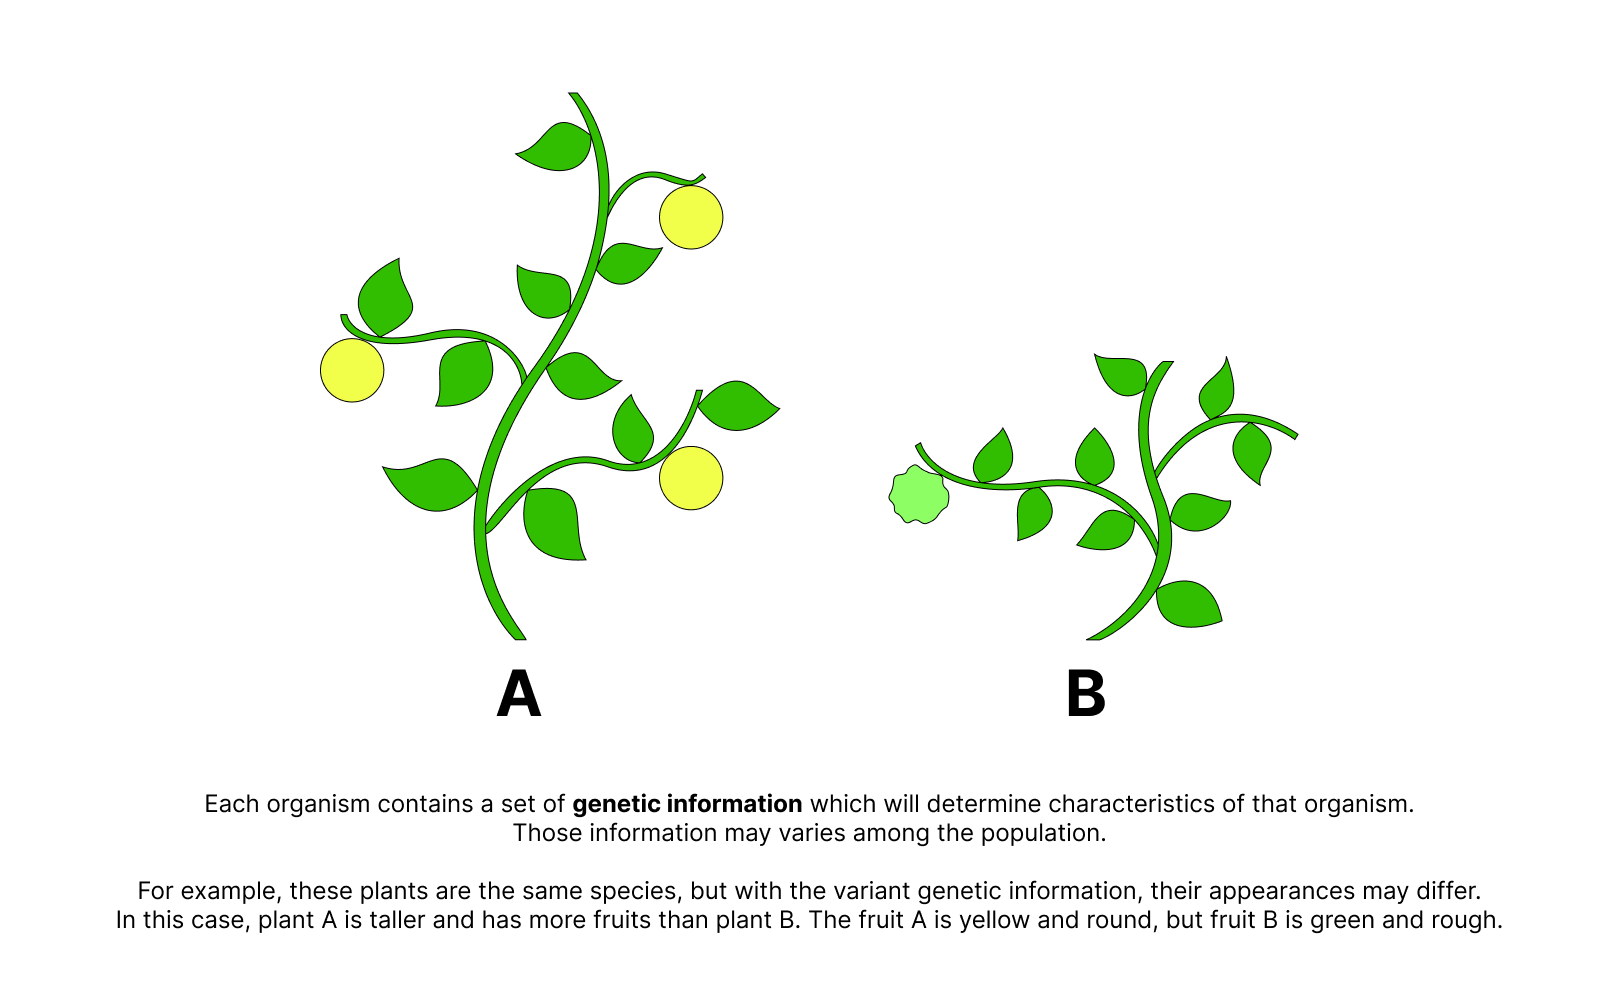 A
B
Each organism contains a set of genetic information which will determine characteristics of that organism.
Those information may varies among the population.
For example, these plants are the same species, but with the variant genetic information, their appearances may differ.
In this case, plant A is taller and has more fruits than plant B. The fruit A is yellow and round, but fruit B is green and rough.